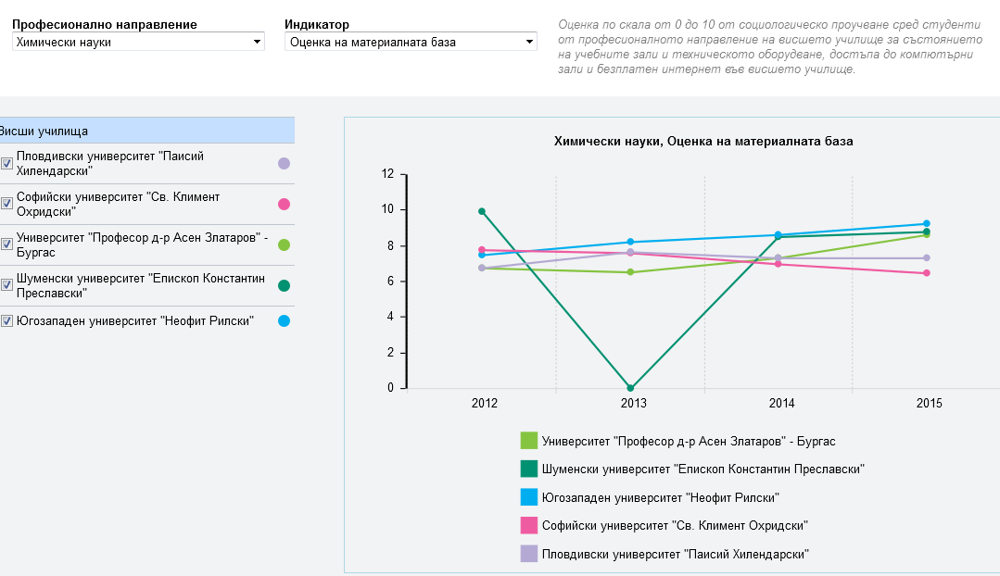 Професионално направление
Химически науки
Индикатор
Оценка на материалната база
Оценка по скала от 0 до 10 от социологическо проучване сред студенти
от професионалното направление на висшето училище за състоянието
на учебните зали и техническото оборудване, достъпа до компютърни
зали и безплатен интернет във висшето училище.
Висши училища
Пловдивски университет "Паисий
Хилендарски"
Софийски университет "Св. Климент
Охридски"
Университет "Професор д-р Асен Златаров" -
Бургас
Шуменски университет "Епископ Константин
Преславски"
Югозападен университет "Неофит Рилски"
Химически науки, Оценка на материалната база
12
10
8
6
4
2
0
2012 2013 2014 2015
Университет "Професор д-р Асен Златаров" - Бургас
Шуменски университет "Епископ Константин Преславски"
Югозападен университет "Неофит Рилски"
Софийски университет "Св. Климент Охридски"
Пловдивски университет "Паисий Хилендарски"